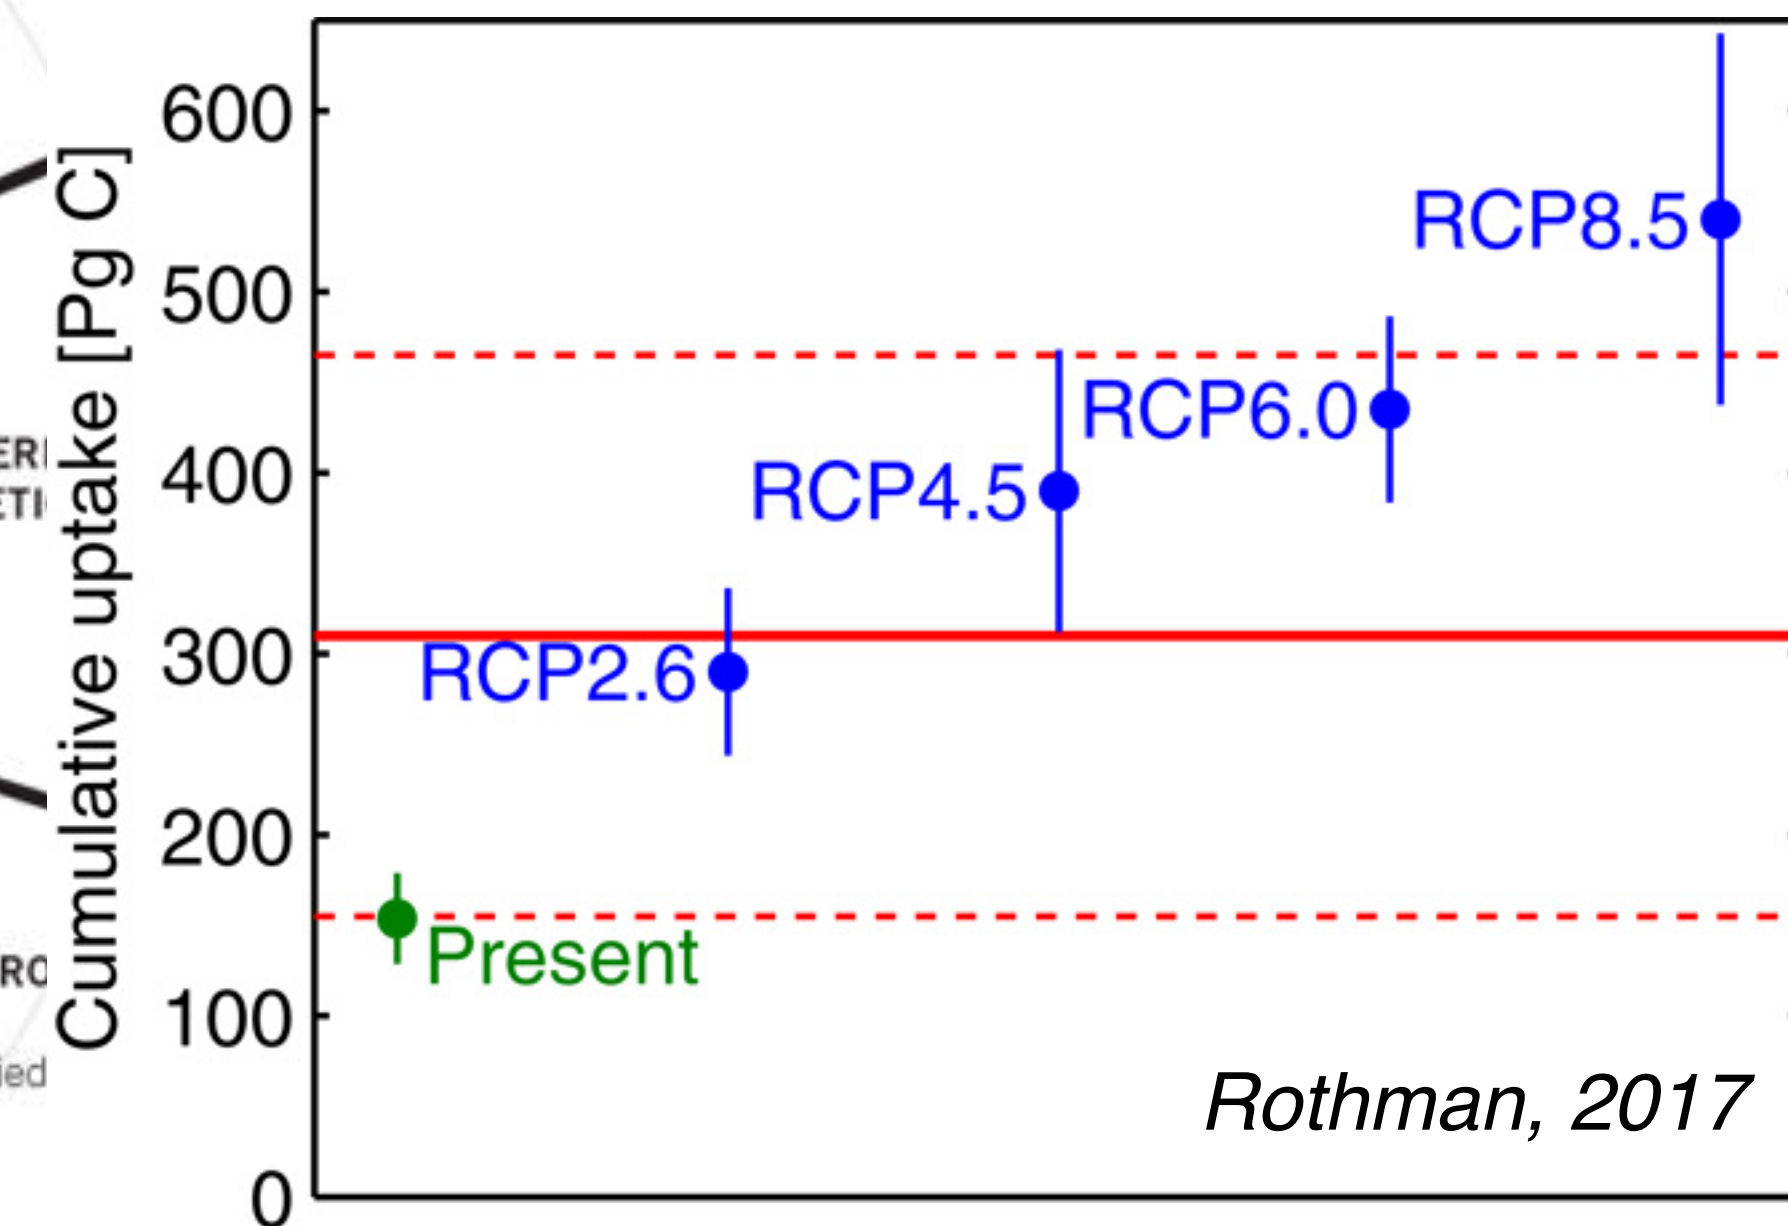 Cumulative uptake [Pg C]
600
500
400
300
200
100
0
RCP8.5
RCP6.0
RCP4.5
RCP2.6
Present
Rothman, 2017